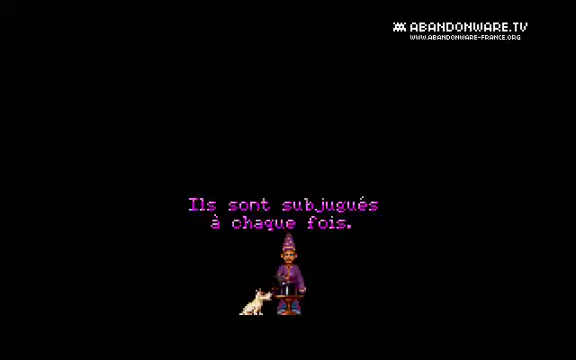 ABANDONWARE.TV
WWW.ABANDONWARE-FRANCE.ORG
Ils sont subjugués
à chaque fois.